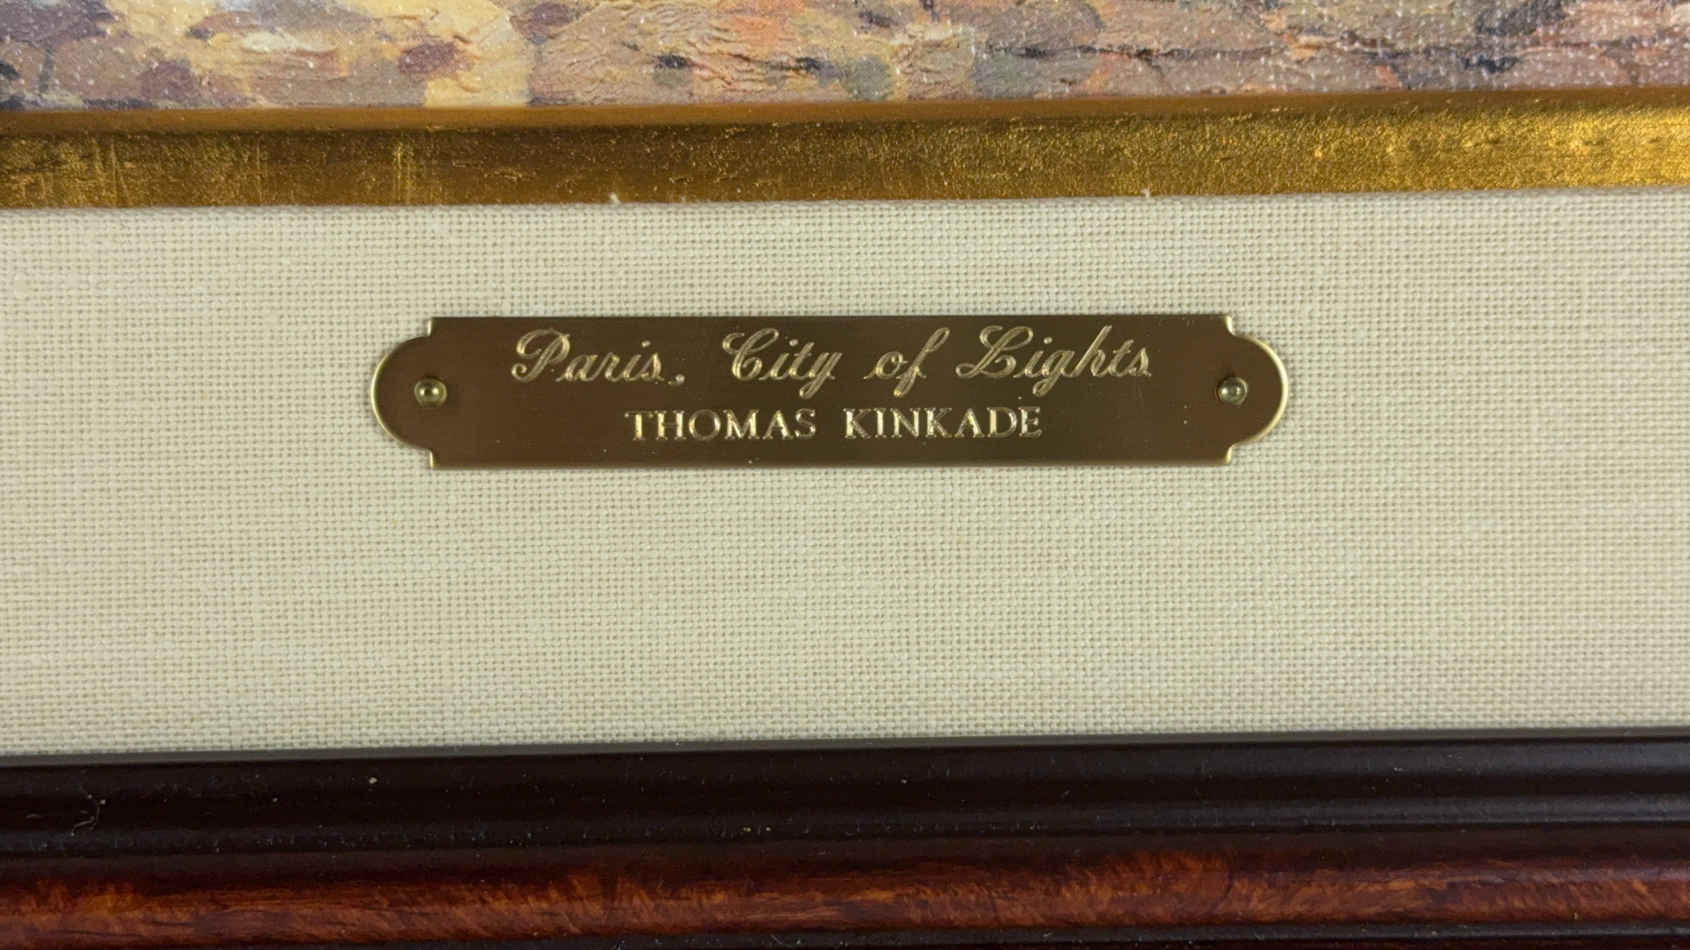 Paris, City of Lights
THOMAS KINKADE